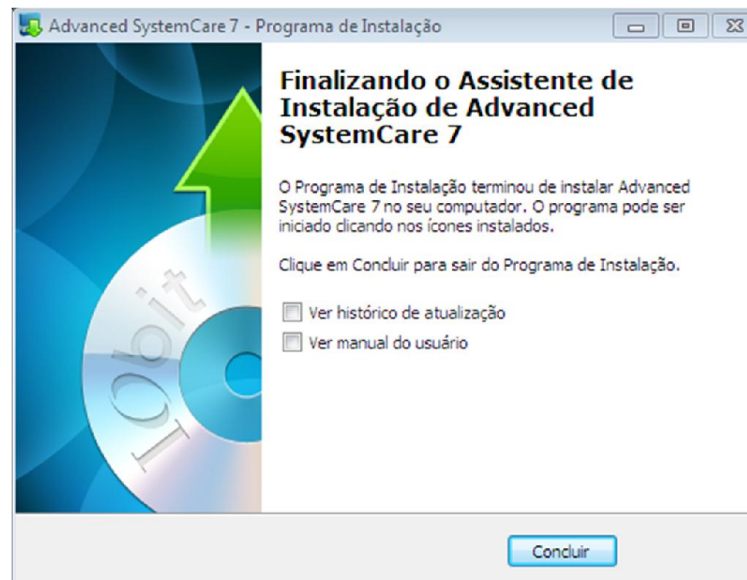 Advanced SystemCare 7 - Programa de Instalação
Finalizando o Assistente de
Instalação de Advanced
SystemCare 7
O Programa de Instalação terminou de instalar Advanced
SystemCare 7 no seu computador. O programa pode ser
iniciado clicando nos ícones instalados.
Clique em Concluir para sair do Programa de Instalação.
Ver histórico de atualização
Ver manual do usuário
IObit
Concluir